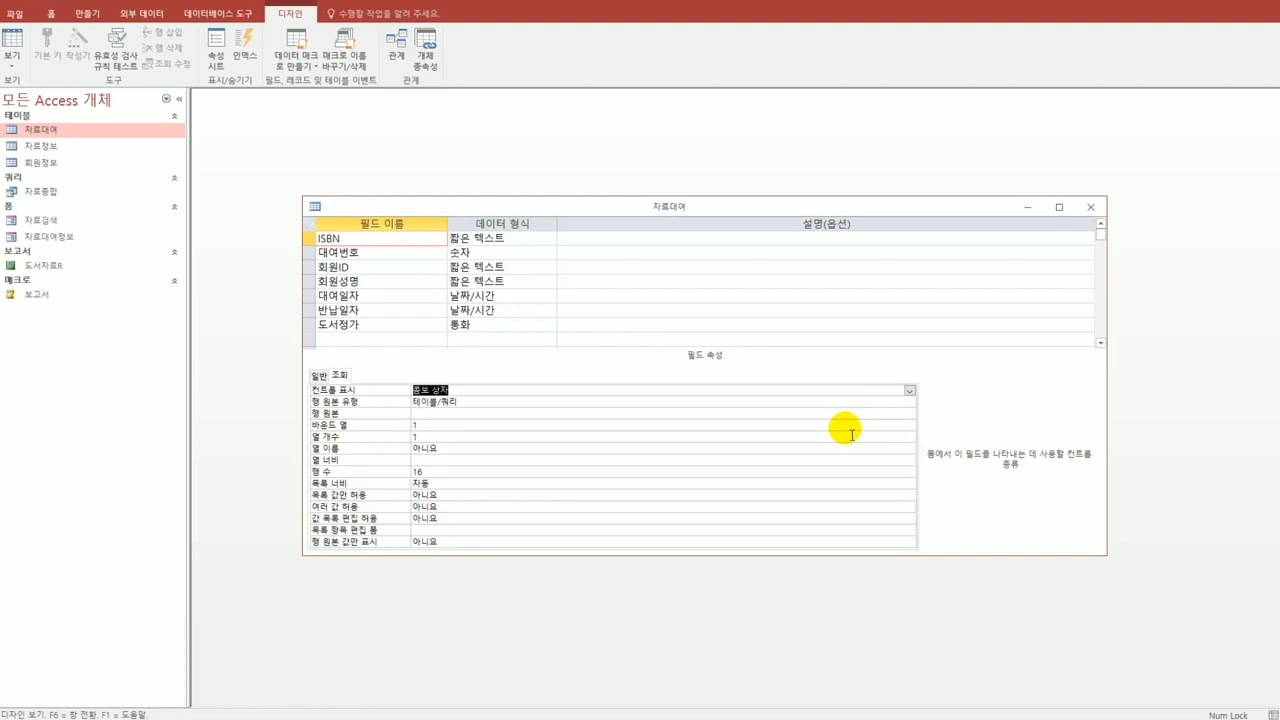 파일 홈 만들기 외부 데이터 데이터베이스 도구 디자인 수행할 작업을 알려 주세요.
보기
기본 키
작성기
유효성 검사
규칙 테스트
행 삽입
행 삭제
조회 수정
속성
시트
인덱스
데이터 매크
로 만들기
매크로 이름
바꾸기/삭제
관계
개체
종속성
보기 도구 표시/숨기기 필드, 레코드 및 테이블 이벤트 관계
모든 Access 개체 «
테이블
자료대여
자료정보
회원정보
쿼리
자료종합
폼
자료검색
자료대여정보
보고서
도서자료R
매크로
보고서
자료대여
필드 이름 데이터 형식 설명(옵션)
ISBN 짧은 텍스트
대여번호 숫자
회원ID 짧은 텍스트
회원성명 짧은 텍스트
대여일자 날짜/시간
반납일자 날짜/시간
도서정가 통화
필드 속성
일반 조회
컨트롤 표시 콤보 상자
행 원본 유형 테이블/쿼리
행 원본
바운드 열 1
열 개수 1
열 이름 아니요
열 너비
행 수 16
목록 너비 자동
목록 값만 허용 아니요
여러 값 허용 아니요
값 목록 편집 허용 아니요
목록 항목 편집 폼
행 원본 값만 표시 아니요
폼에서 이 필드를 나타내는 데 사용할 컨트롤
종류
디자인 보기. F6 = 창 전환. F1 = 도움말. Num Lock